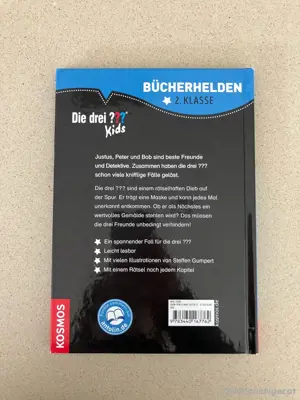 BÜCHERHELDEN
2. KLASSE
Die drei ???
Kids
Justus, Peter und Bob sind beste Freunde
und Detektive. Zusammen haben die drei ???
schon viele knifflige Fälle gelöst.
Die drei ??? sind einem rätselhaften Dieb auf
der Spur. Er trägt eine Maske und kann jedes Mal
unerkannt entkommen. Ob er als Nächstes ein
wertvolles Gemälde stehlen wird? Das müssen
die drei Freunde unbedingt verhindern!
Ein spannender Fall für die drei ???
Leicht lesbar
Mit vielen Illustrationen von Steffen Gumpert
Mit einem Rätsel nach jedem Kapitel
antolin.de
KOSMOS